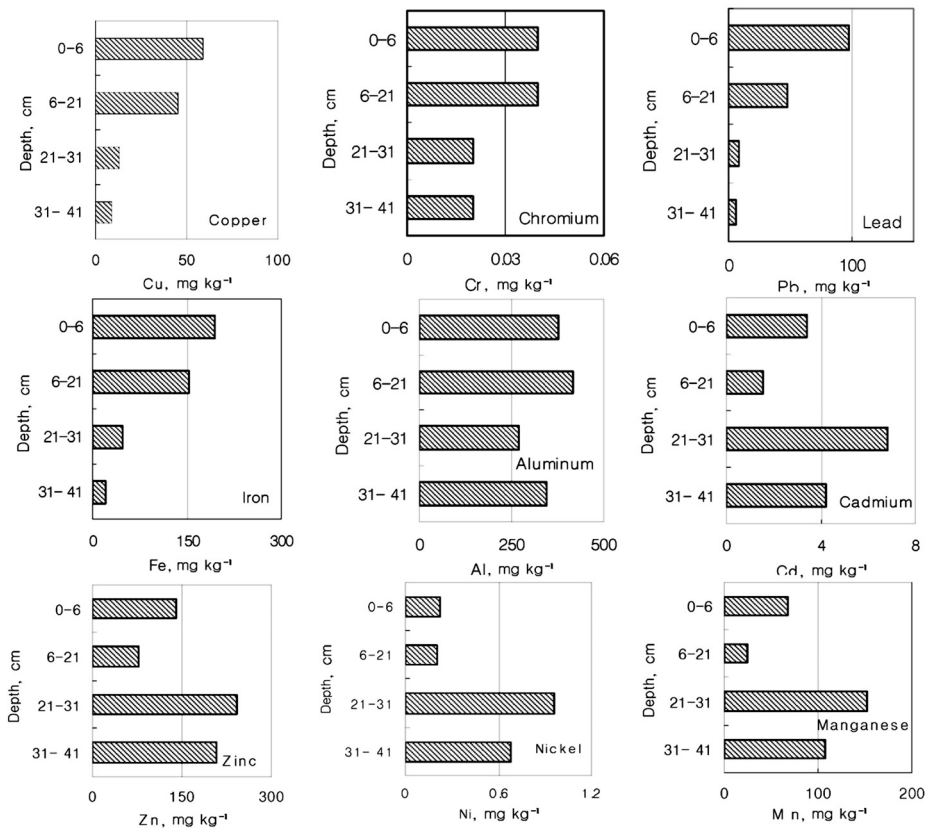 Depth, cm
0-6
6-21
21-31
31- 41
Copper
0 50 100
Cu, mg kg⁻¹
Depth, cm
0-6
6-21
21-31
31- 41
Chromium
0 0.03 0.06
Cr, mg kg⁻¹
Depth, cm
0-6
6-21
21-31
31- 41
Lead
0 100
Pb, mg kg⁻¹
Depth, cm
0-6
6-21
21-31
31- 41
Iron
0 150 300
Fe, mg kg⁻¹
Depth, cm
0-6
6-21
21-31
31- 41
Aluminum
0 250 500
Al, mg kg⁻¹
Depth, cm
0-6
6-21
21-31
31- 41
Cadmium
0 4 8
Cd, mg kg⁻¹
Depth, cm
0-6
6-21
21-31
31- 41
Zinc
0 150 300
Zn, mg kg⁻¹
Depth, cm
0-6
6-21
21-31
31- 41
Nickel
0 0.6 1.2
Ni, mg kg⁻¹
Depth, cm
0-6
6-21
21-31
31- 41
Manganese
0 100 200
Mn, mg kg⁻¹